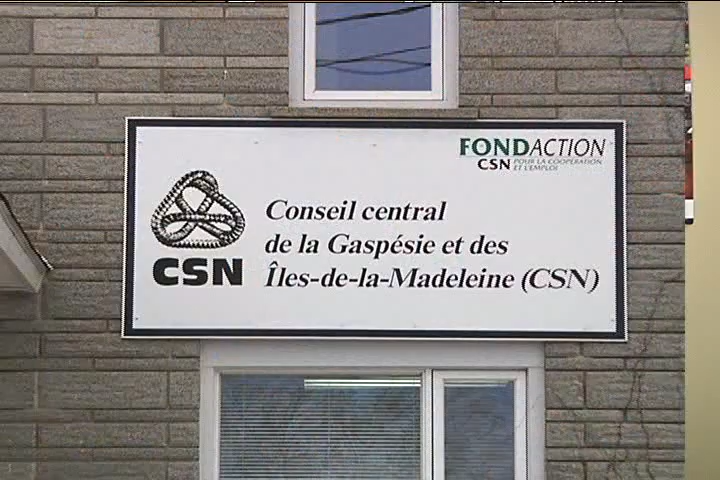 FONDACTION
CSN POUR LA COOPÉRATION
ET L'EMPLOI
CSN
Conseil central
de la Gaspésie et des
Îles-de-la-Madeleine (CSN)